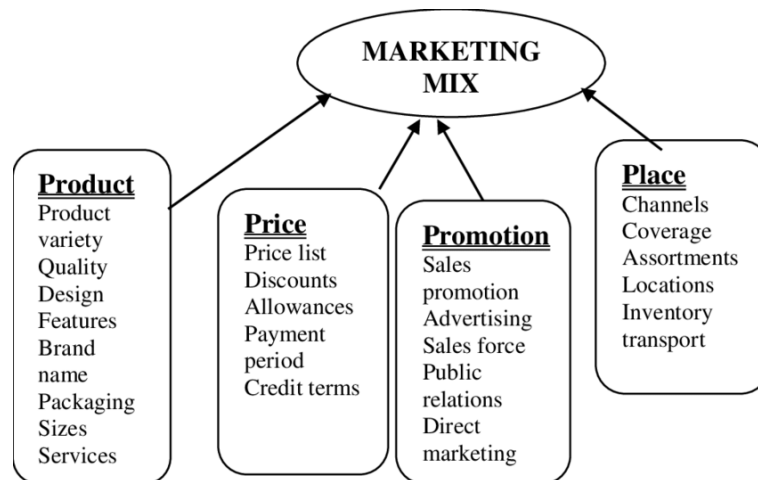 MARKETING
MIX
Product
Product
variety
Quality
Design
Features
Brand
name
Packaging
Sizes
Services
Price
Price list
Discounts
Allowances
Payment
period
Credit terms
Promotion
Sales
promotion
Advertising
Sales force
Public
relations
Direct
marketing
Place
Channels
Coverage
Assortments
Locations
Inventory
transport